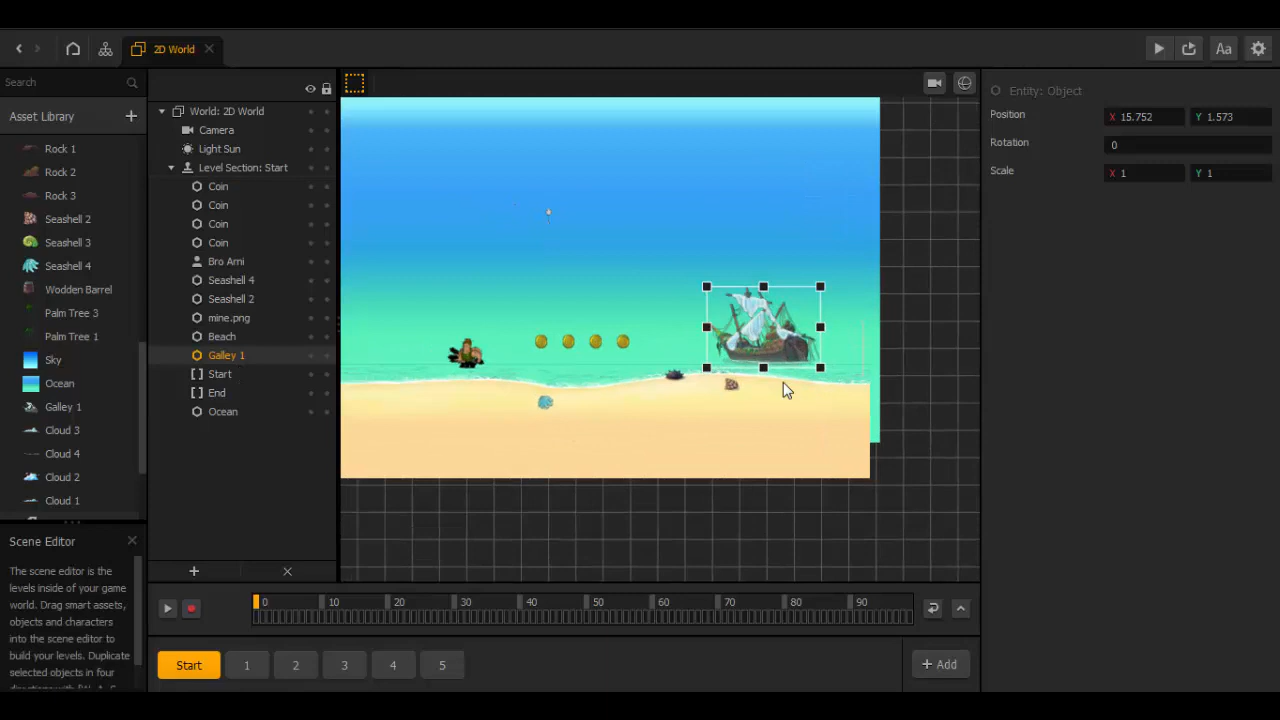 2D World
Aa
Search
Asset Library
Rock 1
Rock 2
Rock 3
Seashell 2
Seashell 3
Seashell 4
Wodden Barrel
Palm Tree 3
Palm Tree 1
Sky
Ocean
Galley 1
Cloud 3
Cloud 4
Cloud 2
Cloud 1
Scene Editor
The scene editor is the
levels inside of your game
world. Drag smart assets,
objects and characters
into the scene editor to
build your levels. Duplicate
selected objects in four
World: 2D World
Camera
Light Sun
Level Section: Start
Coin
Coin
Coin
Coin
Bro Arni
Seashell 4
Seashell 2
mine.png
Beach
Galley 1
Start
End
Ocean
Entity: Object
Position X 15.752 Y 1.573
Rotation 0
Scale X 1 Y 1
0 10 20 30 40 50 60 70 80 90
Start 1 2 3 4 5 + Add